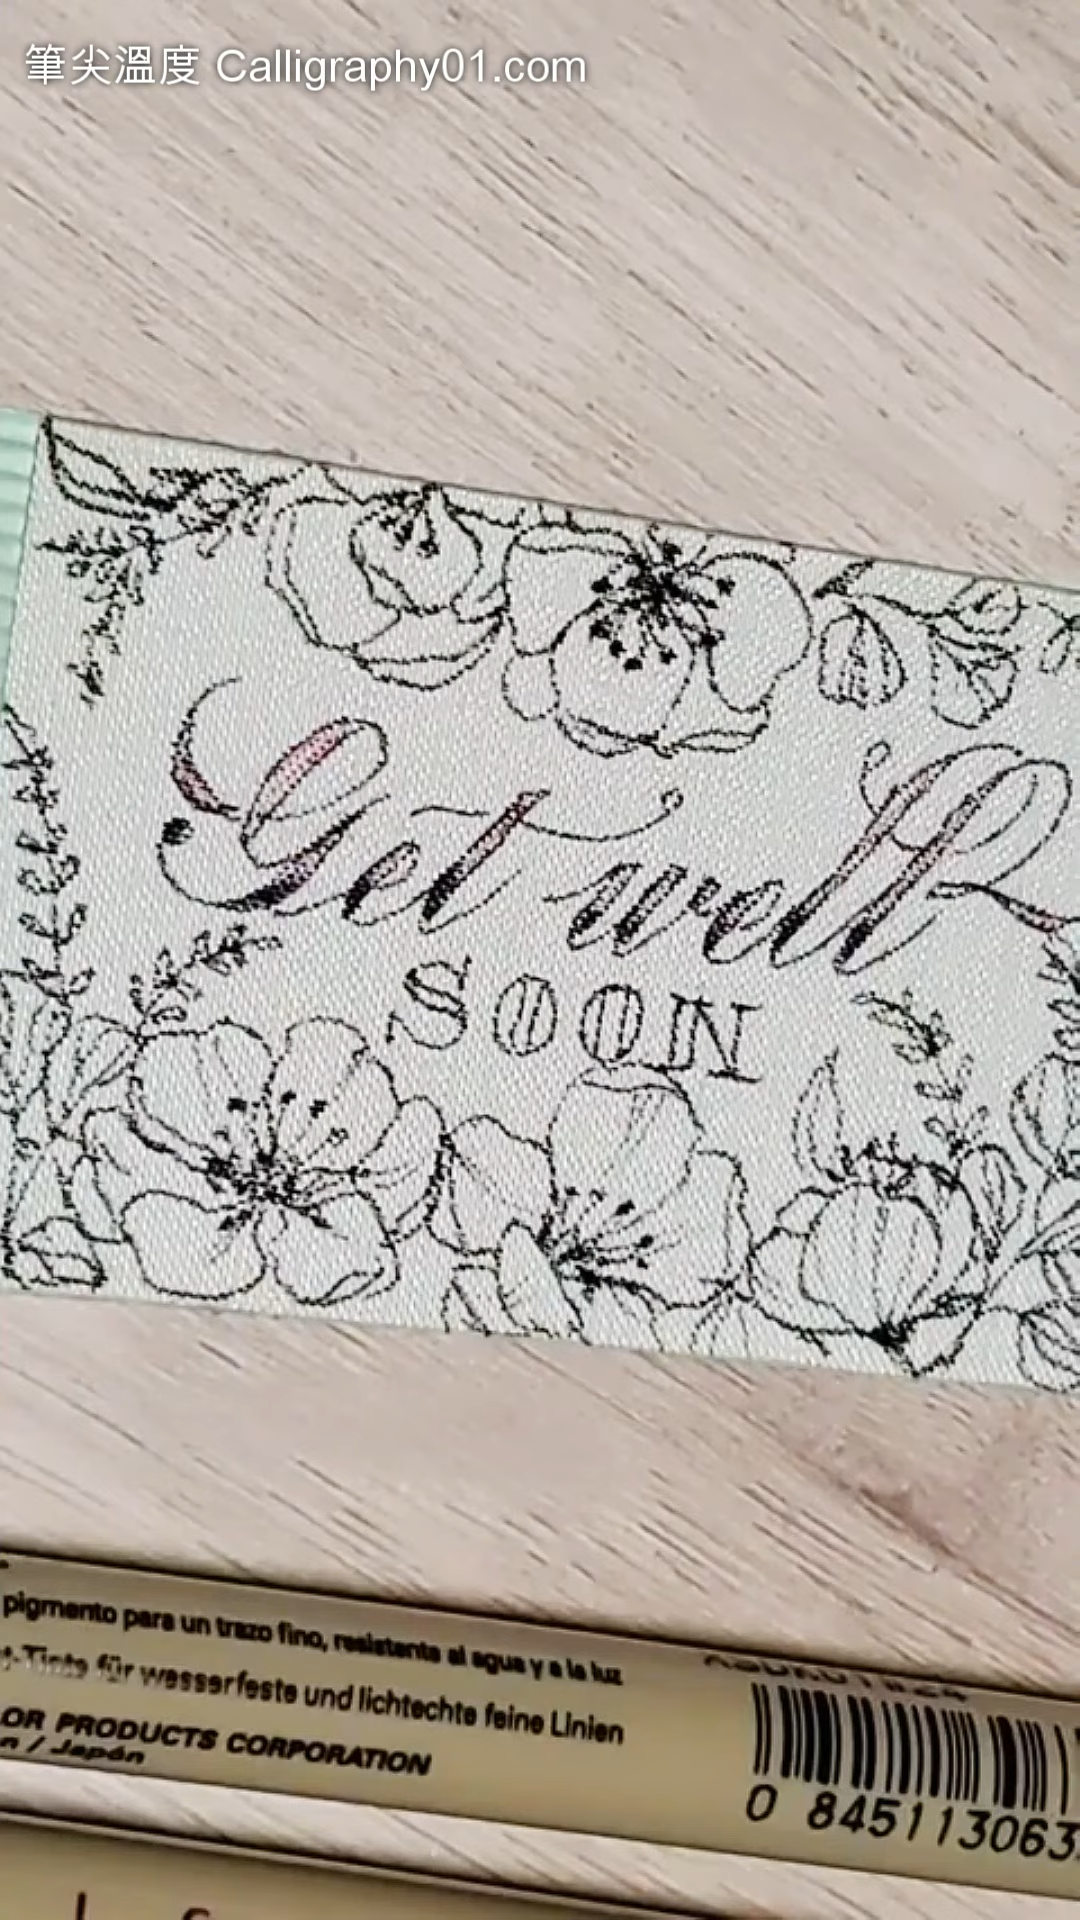 筆尖溫度 Calligraphy01.com
Get well
SOON
pigmento para un trazo fino, resistente al agua y a la luz
t-Tinte für wasserfeste und lichtechte feine Linien
OR PRODUCTS CORPORATION
n / Japón
0 845113063